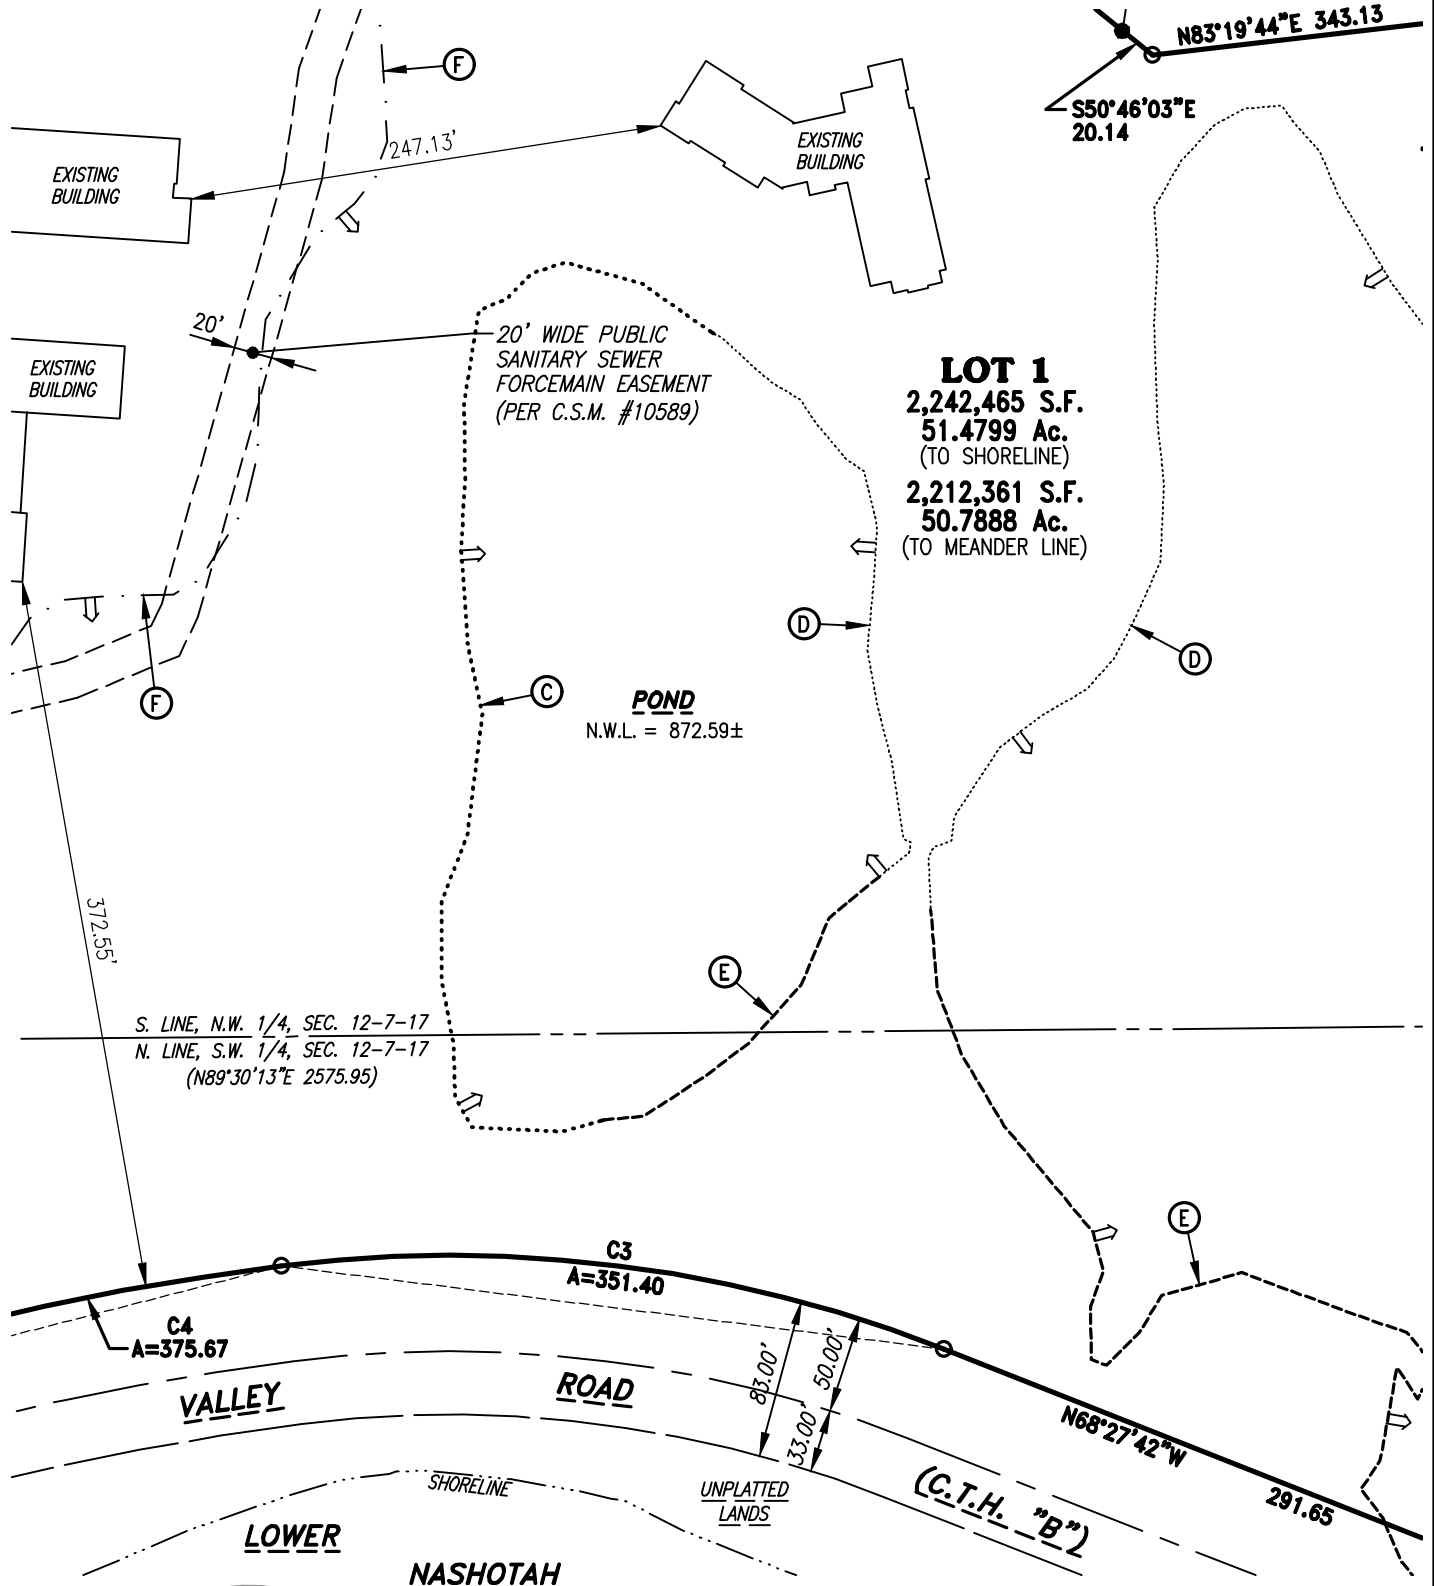 N83°19'44"E 343.13
F
S50°46'03"E
20.14
247.13'
EXISTING
BUILDING
EXISTING
BUILDING
20'
20' WIDE PUBLIC
SANITARY SEWER
FORCEMAIN EASEMENT
(PER C.S.M. #10589)
EXISTING
BUILDING
LOT 1
2,242,465 S.F.
51.4799 Ac.
(TO SHORELINE)
2,212,361 S.F.
50.7888 Ac.
(TO MEANDER LINE)
D
D
F
C
POND
N.W.L. = 872.59±
372.55'
E
S. LINE, N.W. 1/4, SEC. 12-7-17
N. LINE, S.W. 1/4, SEC. 12-7-17
(N89°30'13"E 2575.95)
E
C3
A=351.40
C4
A=375.67
83.00'
50.00'
33.00'
VALLEY ROAD
(C.T.H. "B")
N68°27'42"W
291.65
SHORELINE
UNPLATTED
LANDS
LOWER
NASHOTAH